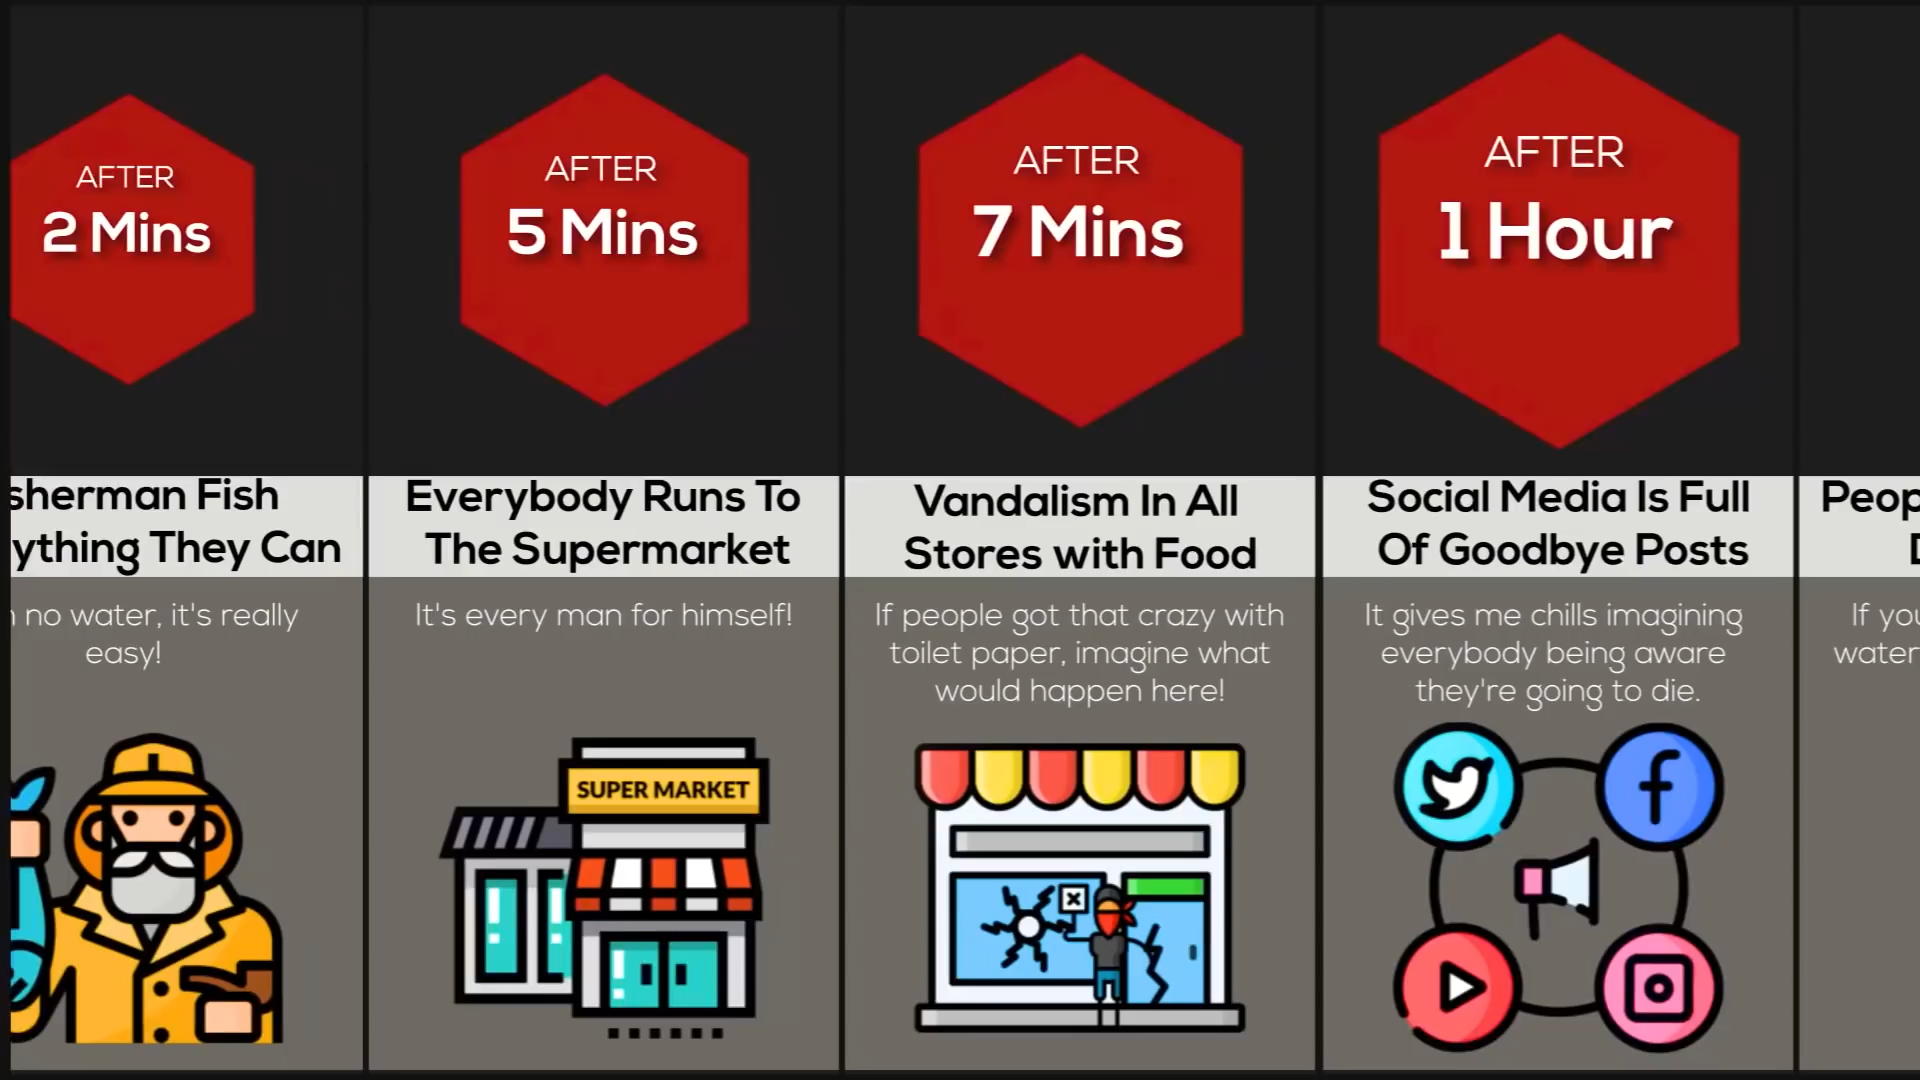 AFTER
2 Mins
sherman Fish
ything They Can
no water, it's really
easy!
AFTER
5 Mins
Everybody Runs To
The Supermarket
It's every man for himself!
SUPER MARKET
AFTER
7 Mins
Vandalism In All
Stores with Food
If people got that crazy with
toilet paper, imagine what
would happen here!
AFTER
1 Hour
Social Media Is Full
Of Goodbye Posts
It gives me chills imagining
everybody being aware
they're going to die.
Peop
If you
water